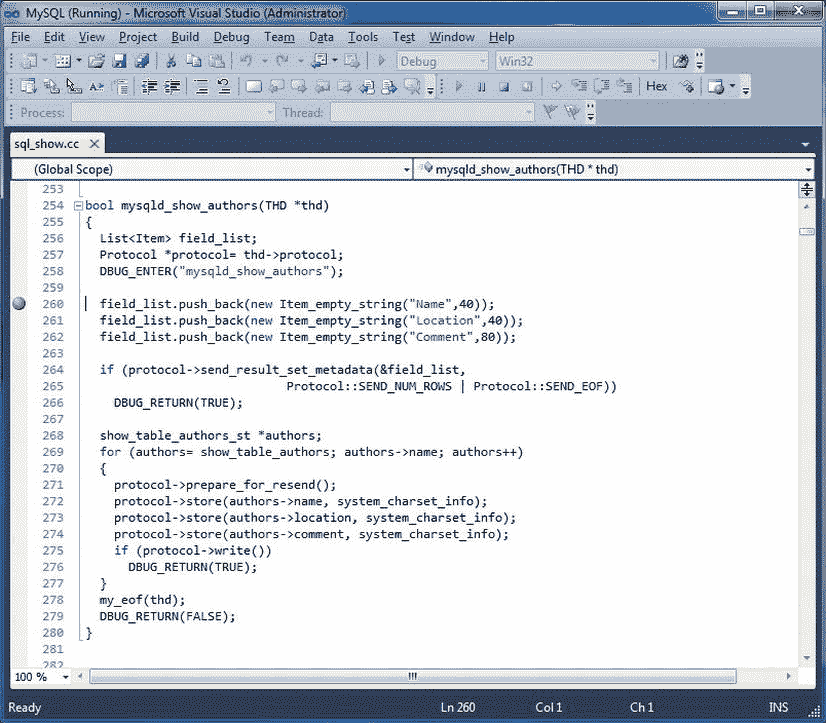 MySQL (Running) - Microsoft Visual Studio (Administrator)
File Edit View Project Build Debug Team Data Tools Test Window Help
Debug Win32
Hex
Process: Thread:
sql_show.cc
(Global Scope) mysqld_show_authors(THD * thd)
253
254 bool mysqld_show_authors(THD *thd)
255 {
256 List<Item> field_list;
257 Protocol *protocol= thd->protocol;
258 DBUG_ENTER("mysqld_show_authors");
259
260 field_list.push_back(new Item_empty_string("Name",40));
261 field_list.push_back(new Item_empty_string("Location",40));
262 field_list.push_back(new Item_empty_string("Comment",80));
263
264 if (protocol->send_result_set_metadata(&field_list,
265 Protocol::SEND_NUM_ROWS | Protocol::SEND_EOF))
266 DBUG_RETURN(TRUE);
267
268 show_table_authors_st *authors;
269 for (authors= show_table_authors; authors->name; authors++)
270 {
271 protocol->prepare_for_resend();
272 protocol->store(authors->name, system_charset_info);
273 protocol->store(authors->location, system_charset_info);
274 protocol->store(authors->comment, system_charset_info);
275 if (protocol->write())
276 DBUG_RETURN(TRUE);
277 }
278 my_eof(thd);
279 DBUG_RETURN(FALSE);
280 }
281
282
100 %
Ready Ln 260 Col 1 Ch 1 INS